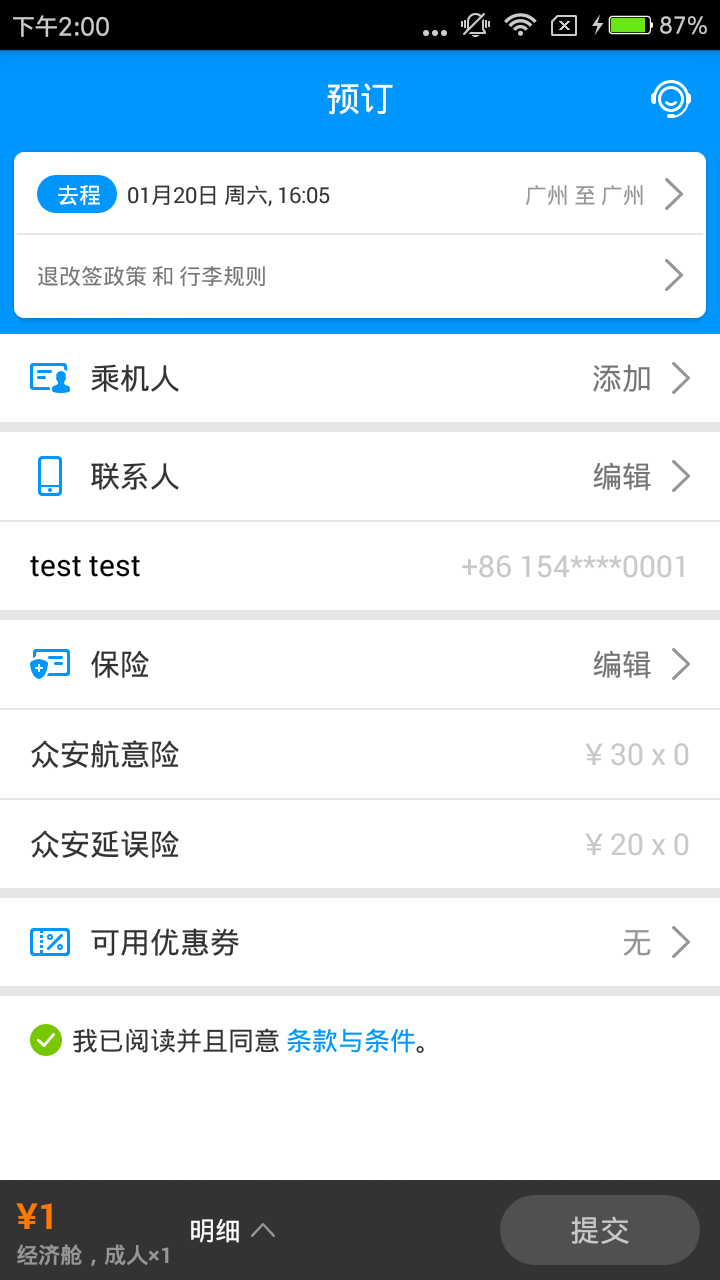 下午2:00 87%
预订
去程 01月20日 周六, 16:05 广州 至 广州
退改签政策 和 行李规则
乘机人 添加
联系人 编辑
test test +86 154****0001
保险 编辑
众安航意险 ¥ 30 x 0
众安延误险 ¥ 20 x 0
可用优惠券 无
我已阅读并且同意 条款与条件。
¥1
明细 提交
经济舱，成人×1